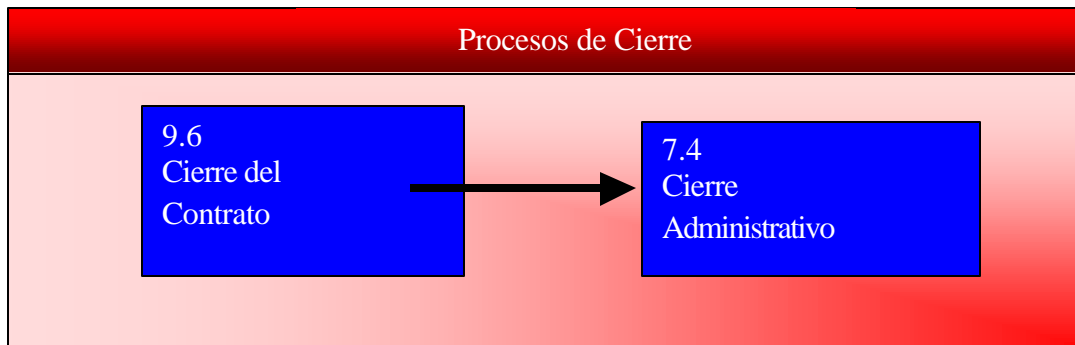 Procesos de Cierre
9.6
Cierre del
Contrato
7.4
Cierre
Administrativo